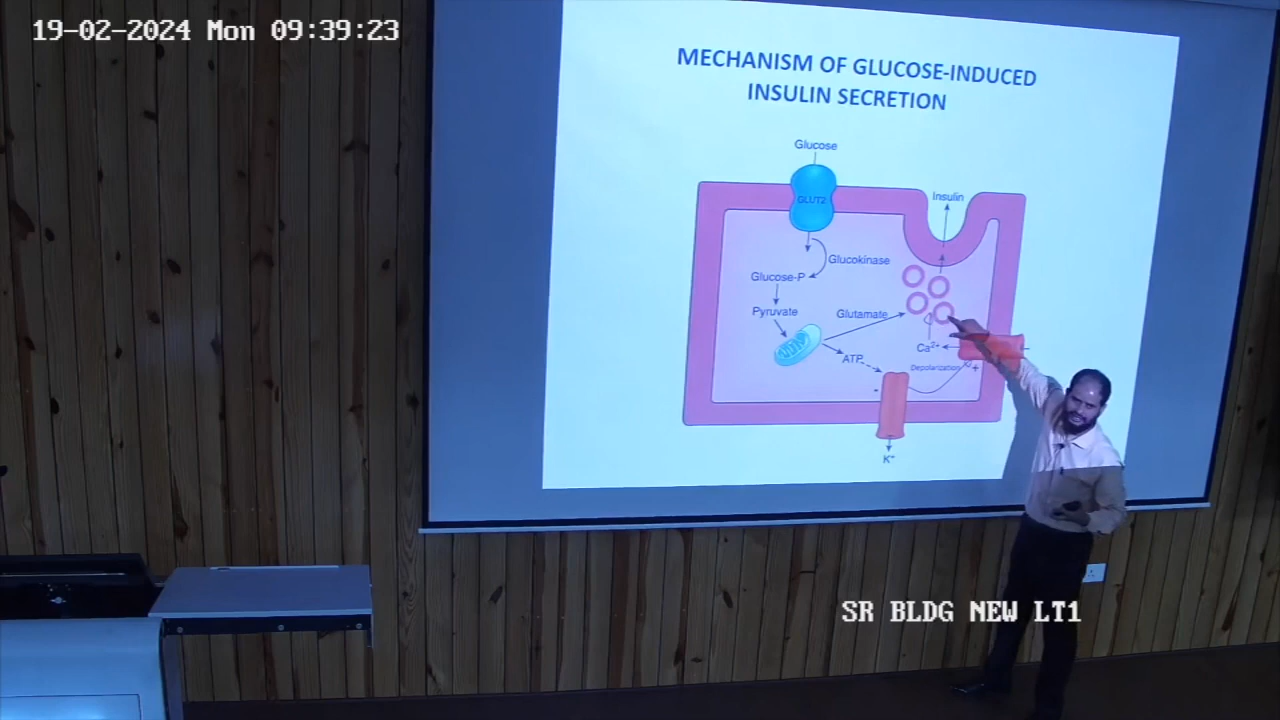 19-02-2024 Mon 09:39:23
MECHANISM OF GLUCOSE-INDUCED
INSULIN SECRETION
Glucose
GLUT2
Insulin
Glucokinase
Glucose-P
Pyruvate
Glutamate
Ca2+
ATP
Depolarization
+
-
K+
SR BLDG NEW LT1